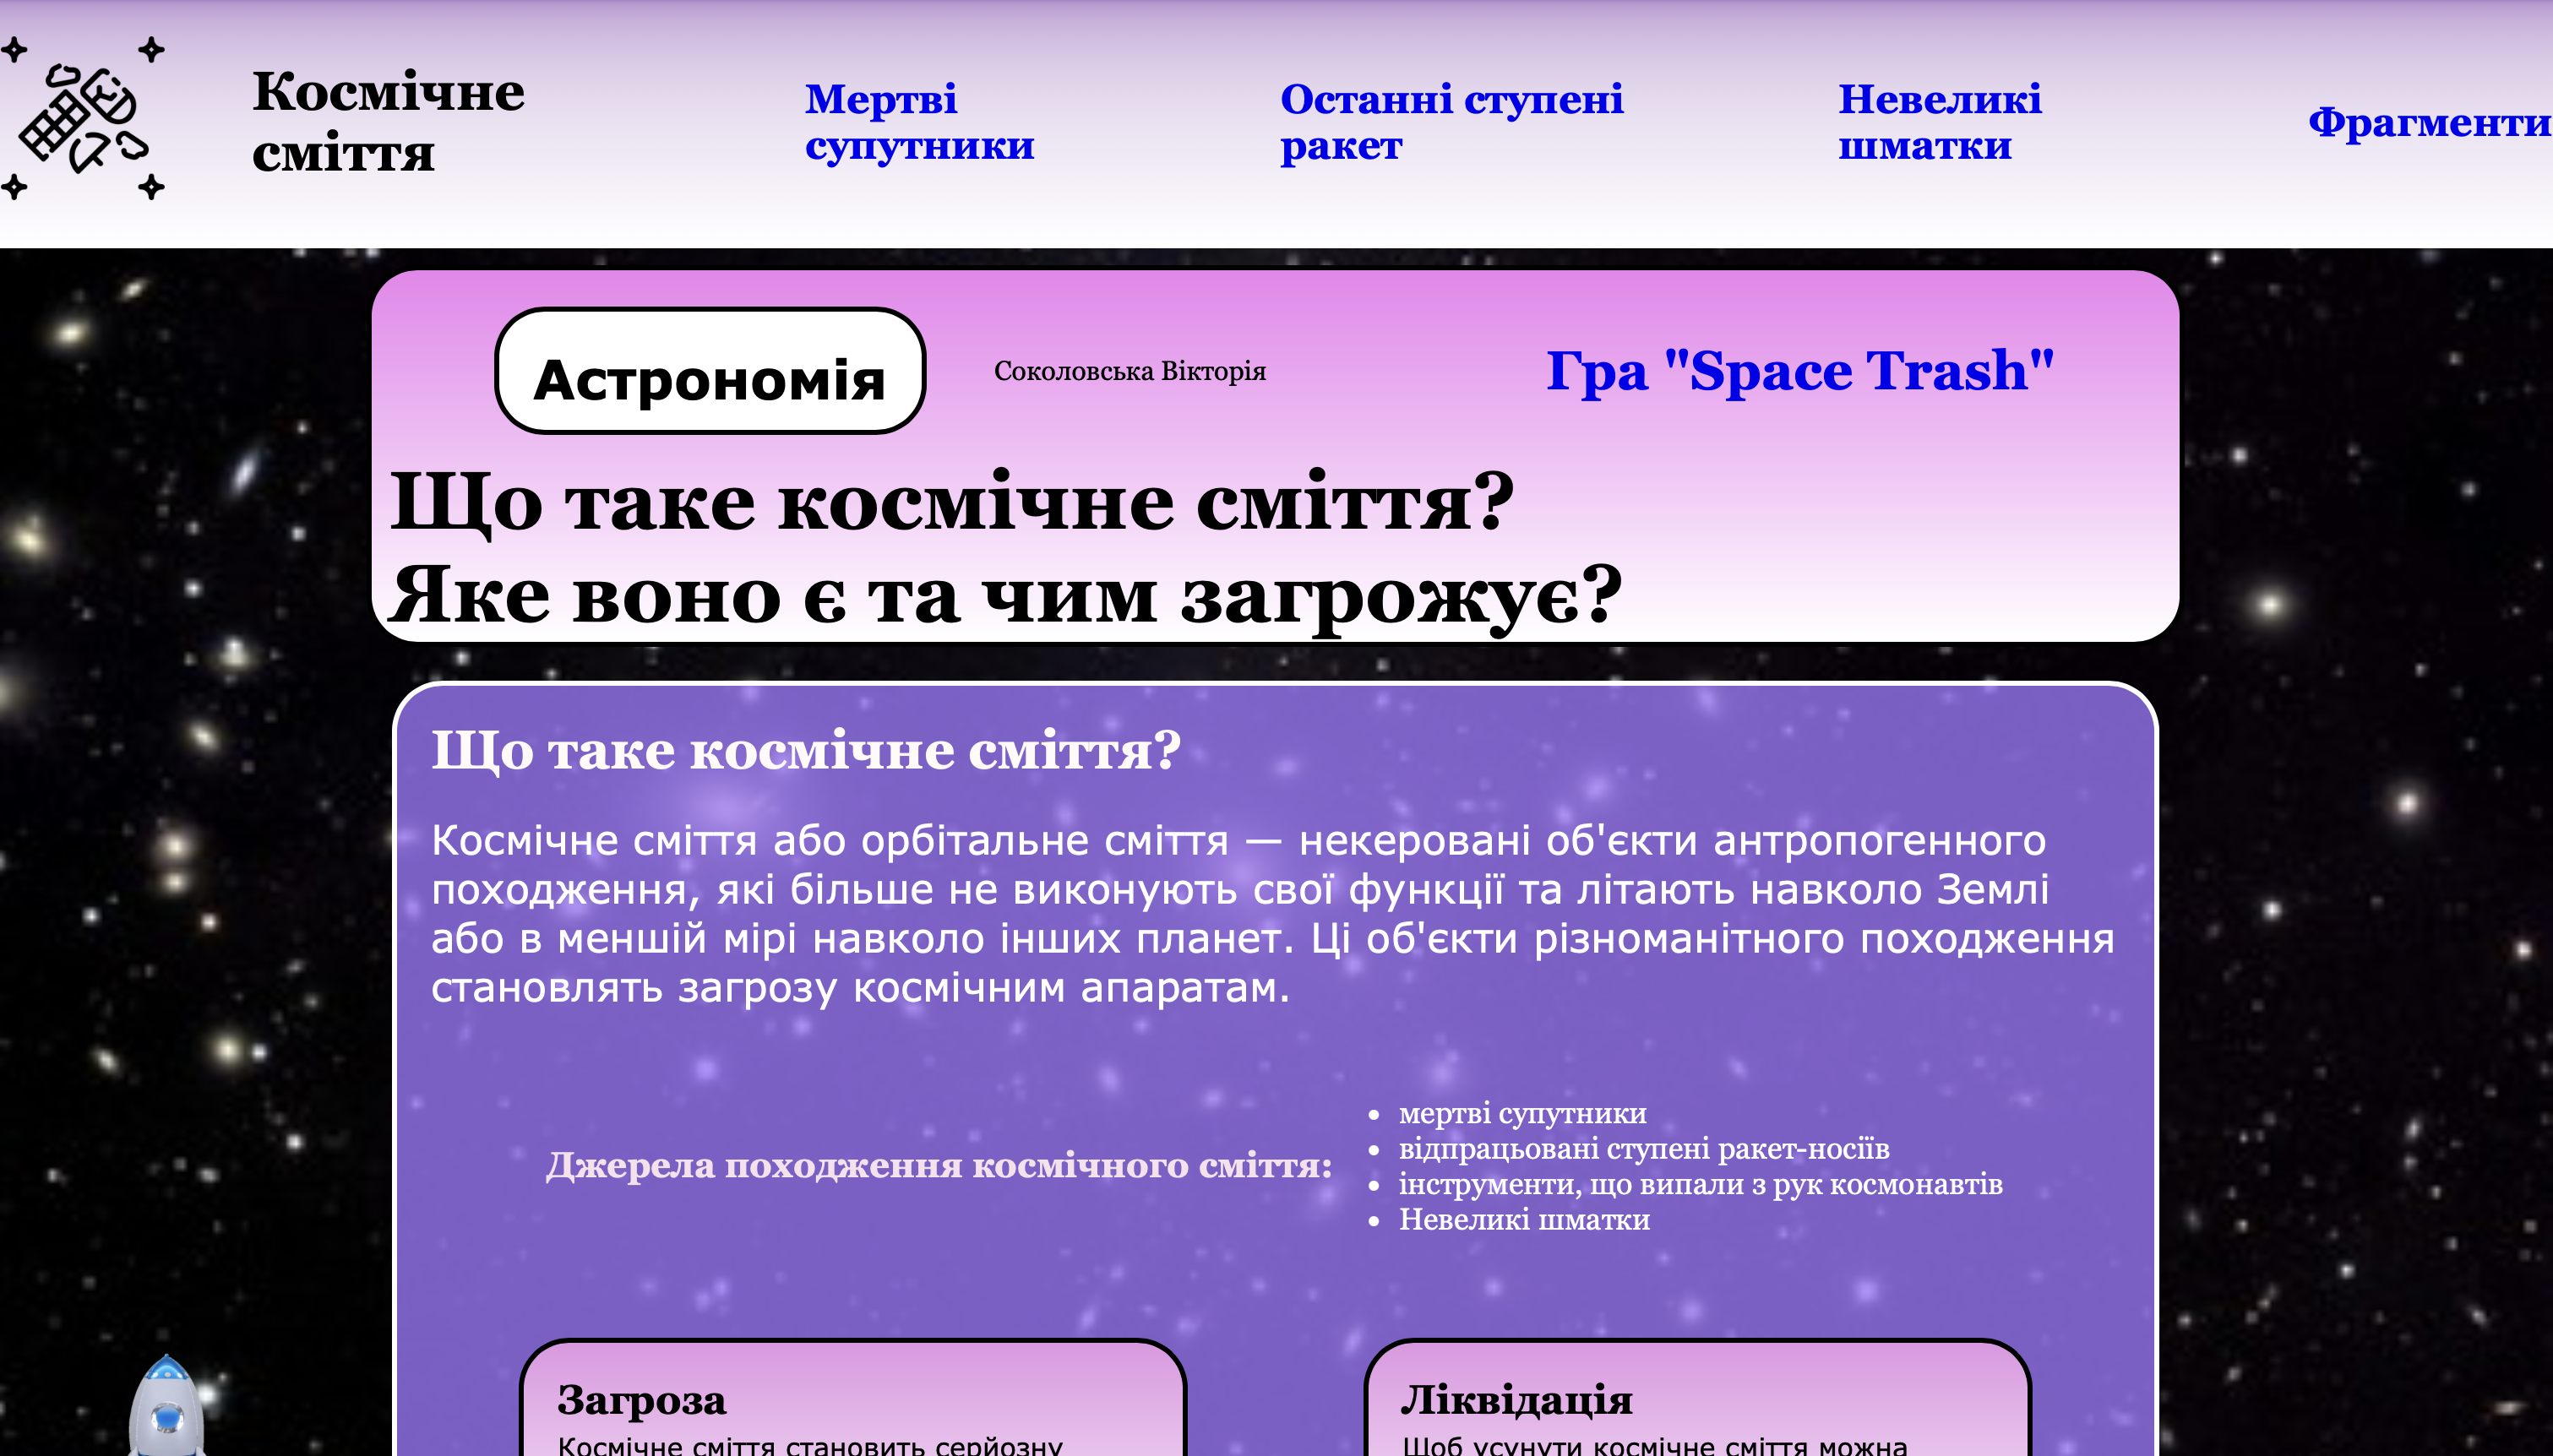 Космічне
сміття
Мертві
супутники
Останні ступені
ракет
Невеликі
шматки
Фрагменти
Астрономія
Соколовська Вікторія
Гра "Space Trash"
Що таке космічне сміття?
Яке воно є та чим загрожує?
Що таке космічне сміття?
Космічне сміття або орбітальне сміття — некеровані об'єкти антропогенного
походження, які більше не виконують свої функції та літають навколо Землі
або в меншій мірі навколо інших планет. Ці об'єкти різноманітного походження
становлять загрозу космічним апаратам.
Джерела походження космічного сміття:
• мертві супутники
• відпрацьовані ступені ракет-носіїв
• інструменти, що випали з рук космонавтів
• Невеликі шматки
Загроза
Космічне сміття становить серйозну
Ліквідація
Щоб усунути космічне сміття можна